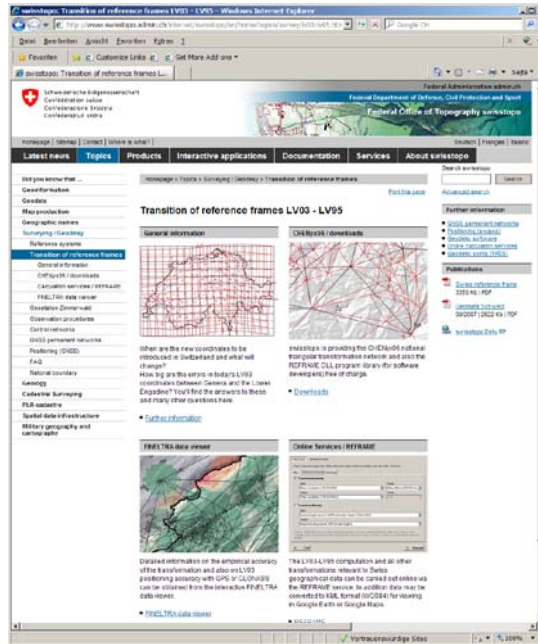 swisstopo: Transition of reference frames LV03 - LV95 - Windows Internet Explorer
Datei Bearbeiten Ansicht Favoriten Extras ?
Favoriten Customize Links Get More Add-ons
swisstopo: Transition of reference frames L...
Seite
Federal Administration admin.ch
Schweizerische Eidgenossenschaft
Confédération suisse
Confederazione Svizzera
Confederaziun svizra
Federal Department of Defence, Civil Protection and Sport
Federal Office of Topography swisstopo
Homepage | Sitemap | Contact | Where is what? |
Deutsch | Français | Italiano
Latest news Topics Products Interactive applications Documentation Services About swisstopo
Did you know that ...
Geoinformation
Geodata
Map production
Geographic names
Surveying / Geodesy
Reference systems
Transition of reference frames
General information
CHENyx06 / downloads
Calculation services / REFRAME
FINELTRA data viewer
Geostation Zimmerwald
Observation procedures
Control networks
GNSS permanent networks
Positioning (GNSS)
FAQ
National boundary
Geology
Cadastral Surveying
PLR-cadastre
Spatial data infrastructure
Military geography and
cartography
Homepage > Topics > Surveying / Geodesy > Transition of reference frames
Print this page
Transition of reference frames LV03 - LV95
General information
When are the new coordinates to be
introduced in Switzerland and what will
change?
How big are the errors in today's LV03
coordinates between Geneva and the Lower
Engadine? You'll find the answers to these
and many other questions here.
Further information
CHENyx06 / downloads
swisstopo is providing the CHENyx06 national
triangular transformation network and also the
REFRAME DLL program library (for software
developers) free of charge.
Downloads
FINELTRA data viewer
Detailed information on the empirical accuracy
of the transformation and also on LV03
positioning accuracy with GPS or GLONASS
can be obtained from the interactive FINELTRA
data viewer.
FINELTRA data viewer
Online Services / REFRAME
The LV03-LV95 computation and all other
transformations relevant to Swiss
geographical data can be carried out online via
the REFRAME service. In addition data may be
converted to KML format (WGS84) for viewing
in Google Earth or Google Maps.
Search swisstopo
Search
Advanced search
Further information
GNSS permanent networks
Positioning (swipos)
Geodetic software
Online calculation services
Publications
Swiss reference frame
PDF
PDF
Vertrauenswürdige Sites